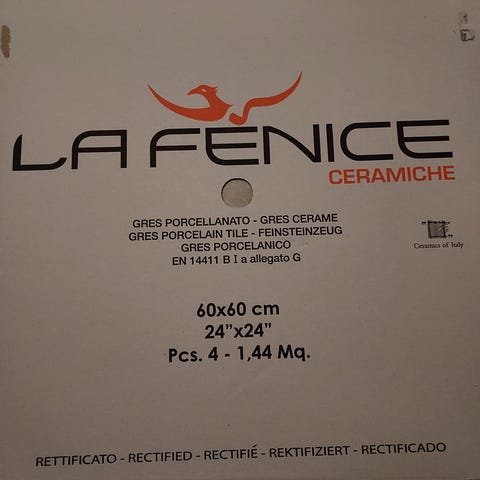 LA FENICE
CERAMICHE
GRES PORCELLANATO - GRES CERAME
GRES PORCELAIN TILE - FEINSTEINZEUG
GRES PORCELANICO
EN 14411 B I a allegato G
Ceramics of Italy
60x60 cm
24”x24”
Pcs. 4 - 1,44 Mq.
RETTIFICATO - RECTIFIED - RECTIFIÉ - REKTIFIZIERT - RECTIFICADO